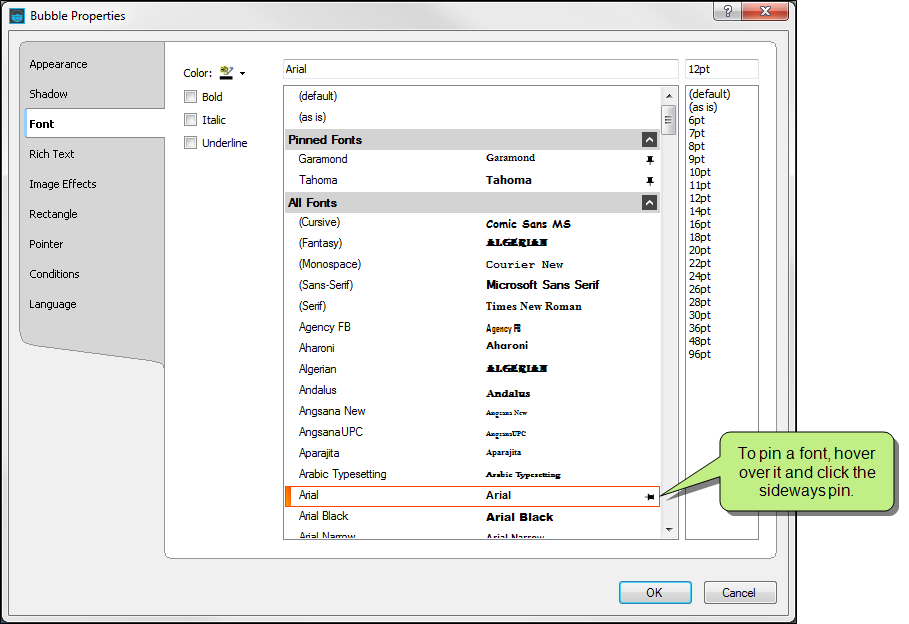 Bubble Properties
?
Appearance
Shadow
Font
Rich Text
Image Effects
Rectangle
Pointer
Conditions
Language
Color:
Bold
Italic
Underline
Arial
(default)
(as is)
Pinned Fonts
Garamond Garamond
Tahoma Tahoma
All Fonts
(Cursive) Comic Sans MS
(Fantasy) ALGERIAN
(Monospace) Courier New
(Sans-Serif) Microsoft Sans Serif
(Serif) Times New Roman
Agency FB Agency FB
Aharoni Aharoni
Algerian ALGERIAN
Andalus Andalus
Angsana New Angsana New
AngsanaUPC AngsanaUPC
Aparajita Aparajita
Arabic Typesetting Arabic Typesetting
Arial Arial
Arial Black Arial Black
Arial Narrow Arial Narrow
12pt
(default)
(as is)
6pt
7pt
8pt
9pt
10pt
11pt
12pt
14pt
16pt
18pt
20pt
22pt
24pt
26pt
28pt
30pt
36pt
48pt
96pt
To pin a font, hover
over it and click the
sideways pin.
OK
Cancel